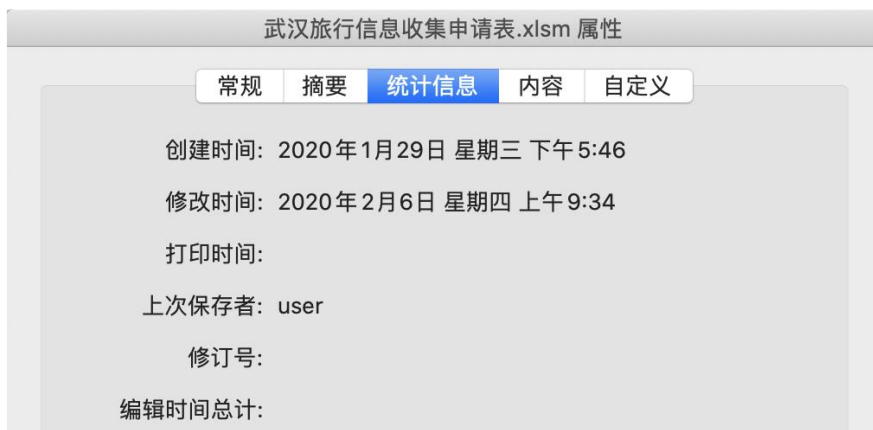 武汉旅行信息收集申请表.xlsm 属性
常规 摘要 统计信息 内容 自定义
创建时间: 2020年1月29日 星期三 下午5:46
修改时间: 2020年2月6日 星期四 上午9:34
打印时间:
上次保存者: user
修订号:
编辑时间总计: